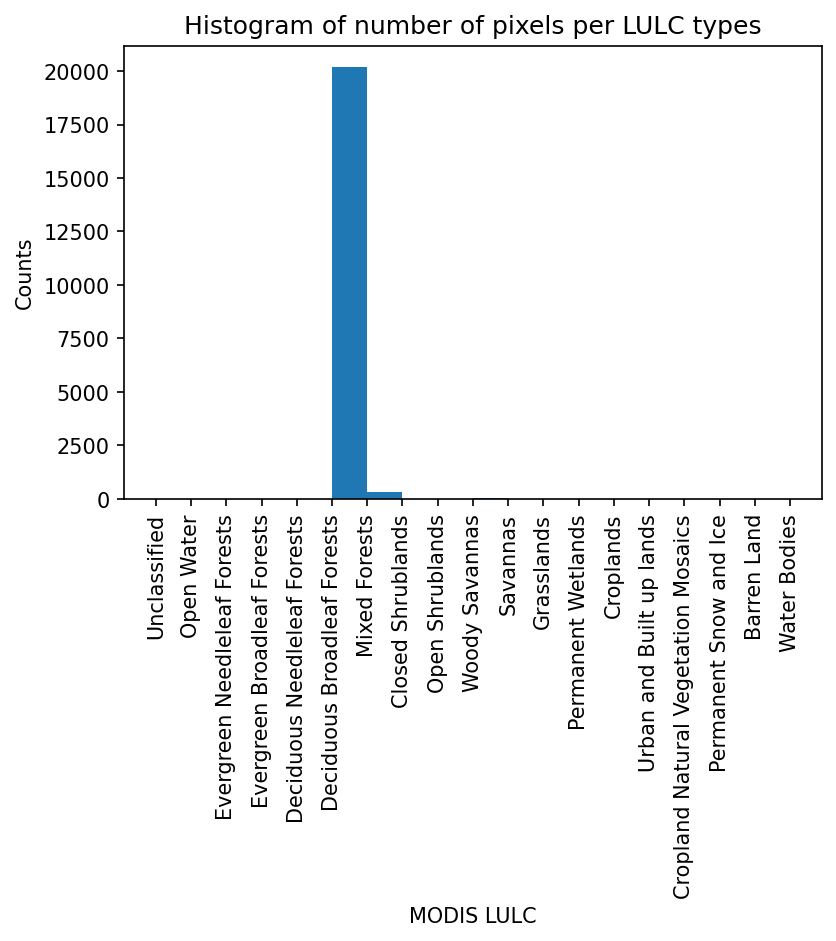 Histogram of number of pixels per LULC types
20000
17500
15000
12500
10000
7500
5000
2500
0
Counts
Unclassified
Open Water
Evergreen Needleleaf Forests
Evergreen Broadleaf Forests
Deciduous Needleleaf Forests
Deciduous Broadleaf Forests
Mixed Forests
Closed Shrublands
Open Shrublands
Woody Savannas
Savannas
Grasslands
Permanent Wetlands
Croplands
Urban and Built up lands
Cropland Natural Vegetation Mosaics
Permanent Snow and Ice
Barren Land
Water Bodies
MODIS LULC